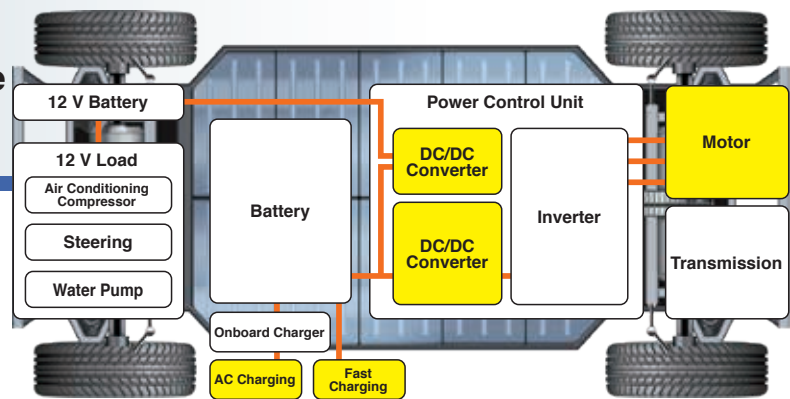 e
12 V Battery
12 V Load
Air Conditioning
Compressor
Steering
Water Pump
Battery
Onboard Charger
AC Charging
Fast
Charging
Power Control Unit
DC/DC
Converter
DC/DC
Converter
Inverter
Motor
Transmission